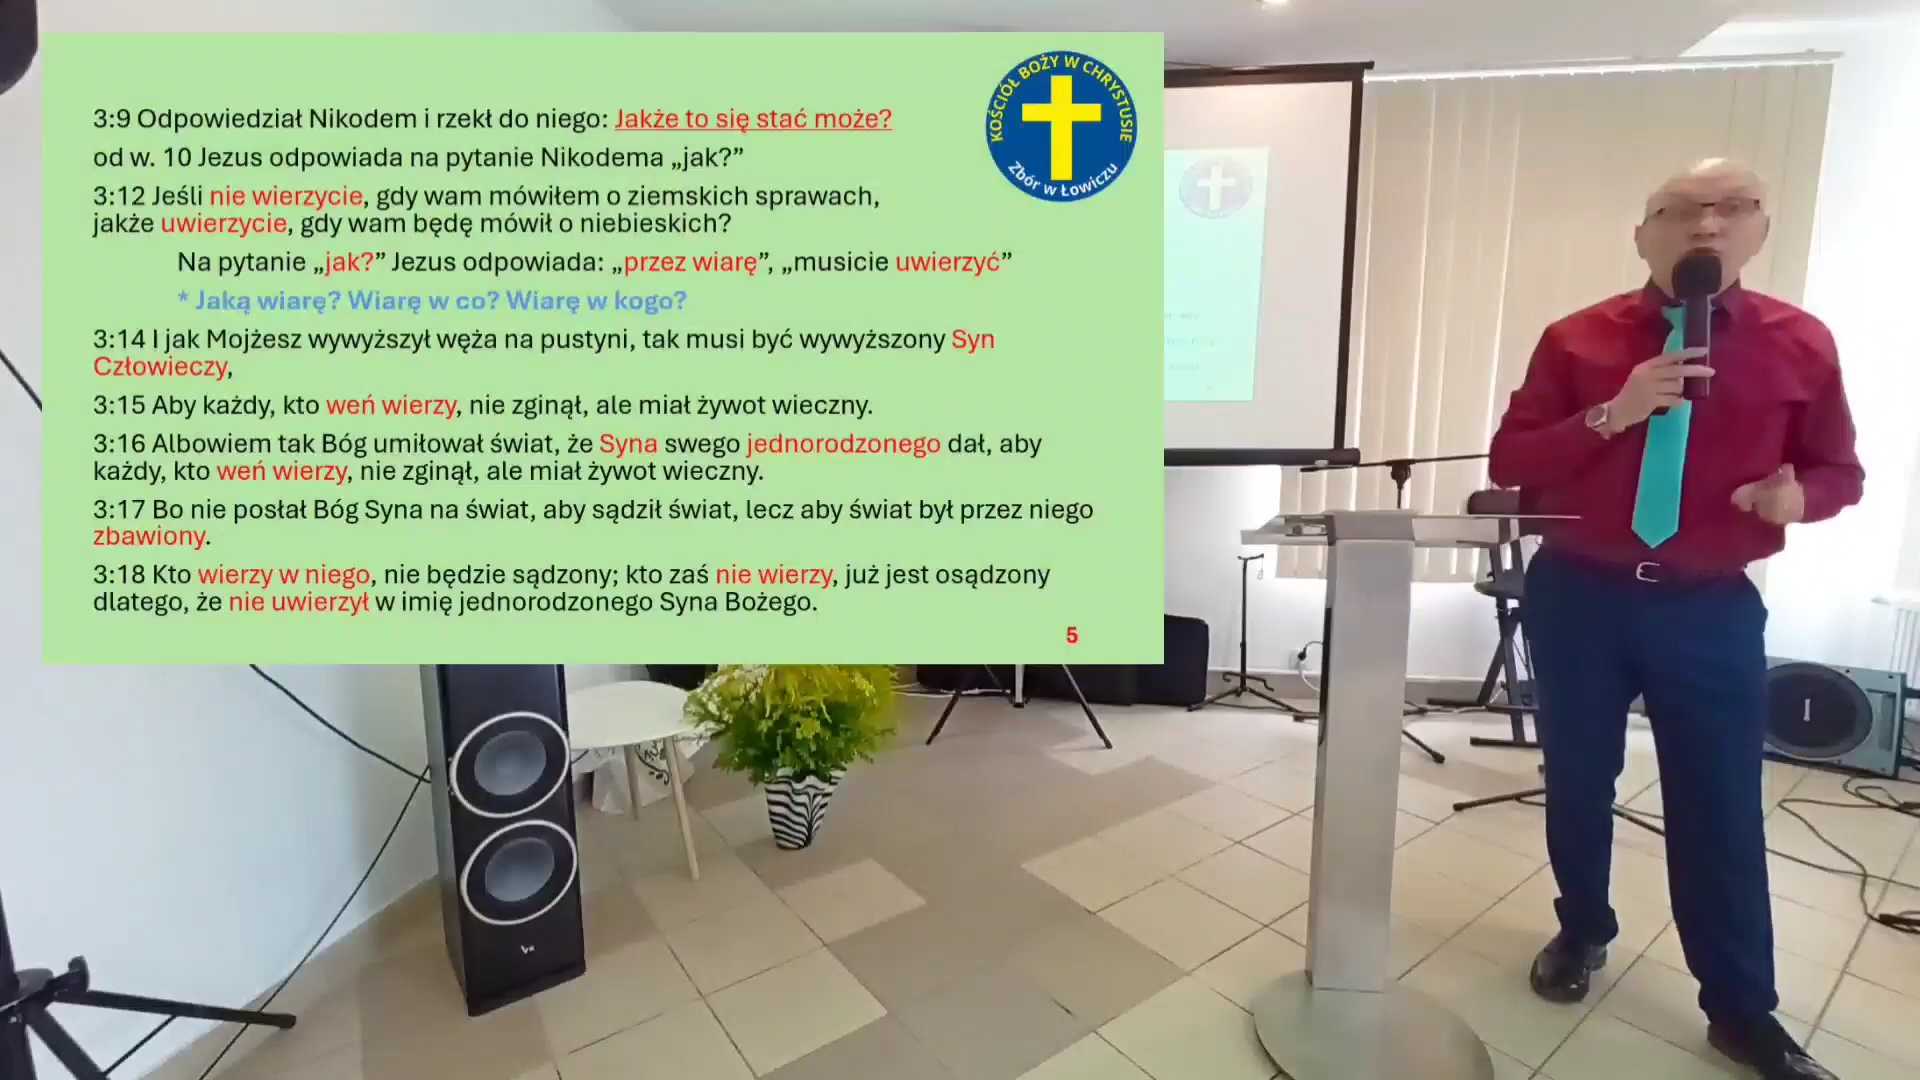 KOŚCIÓŁ BOŻY W CHRYSTUSIE
Zbór w Łowiczu
3:9 Odpowiedział Nikodem i rzekł do niego: Jakże to się stać może?
od w. 10 Jezus odpowiada na pytanie Nikodema „jak?”
3:12 Jeśli nie wierzycie, gdy wam mówiłem o ziemskich sprawach,
jakże uwierzycie, gdy wam będę mówił o niebieskich?
Na pytanie „jak?” Jezus odpowiada: „przez wiarę”, „musicie uwierzyć”
* Jaką wiarę? Wiarę w co? Wiarę w kogo?
3:14 I jak Mojżesz wywyższył węża na pustyni, tak musi być wywyższony Syn
Człowieczy,
3:15 Aby każdy, kto weń wierzy, nie zginął, ale miał żywot wieczny.
3:16 Albowiem tak Bóg umiłował świat, że Syna swego jednorodzonego dał, aby
każdy, kto weń wierzy, nie zginął, ale miał żywot wieczny.
3:17 Bo nie posłał Bóg Syna na świat, aby sądził świat, lecz aby świat był przez niego
zbawiony.
3:18 Kto wierzy w niego, nie będzie sądzony; kto zaś nie wierzy, już jest osądzony
dlatego, że nie uwierzył w imię jednorodzonego Syna Bożego.
5